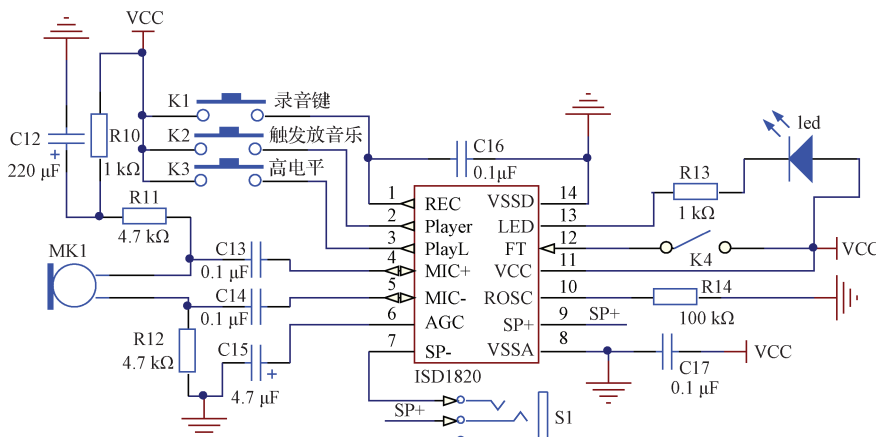 VCC
K1 录音键
led
C12
R10
K2 触发放音乐
C16
220 μF
1 kΩ
K3 高电平
0.1μF
R13
R11
1 REC
VSSD 14
1 kΩ
4.7 kΩ
2 Player
LED 13
MK1
C13
3 PlayL
FT 12
K4
VCC
0.1 μF
4 MIC+
VCC 11
C14
5 MIC-
ROSC 10
R14
0.1 μF
6 AGC
SP+ 9
SP+
100 kΩ
R12
4.7 kΩ
C15
7 SP-
VSSA 8
C17
VCC
4.7 μF
ISD1820
0.1 μF
SP+
S1